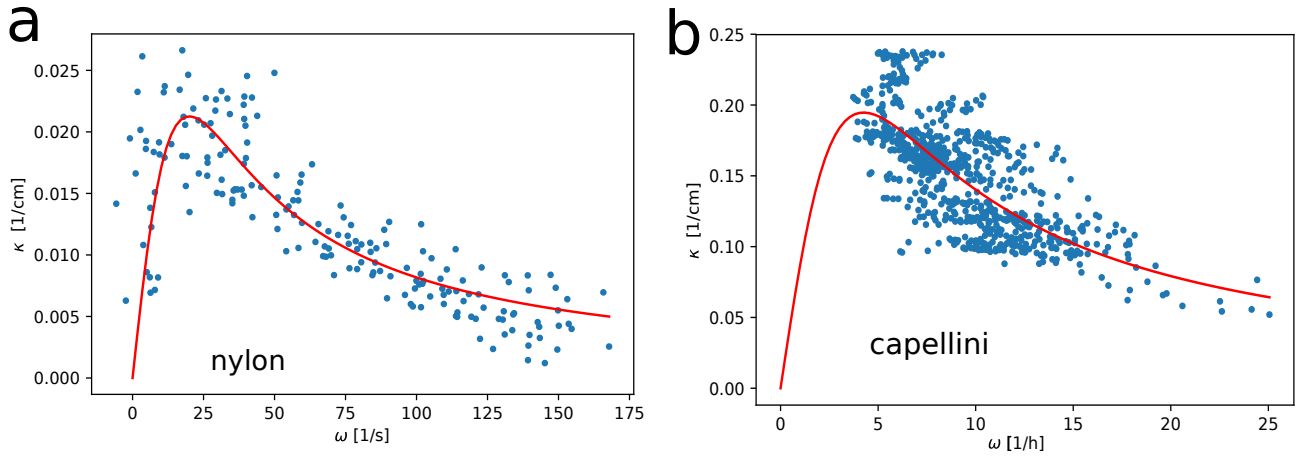 a
0.025
0.020
0.015
0.010
0.005
0.000
κ [1/cm]
nylon
0 25 50 75 100 125 150 175
ω [1/s]
b
0.25
0.20
0.15
0.10
0.05
0.00
κ [1/cm]
capellini
0 5 10 15 20 25
ω [1/h]